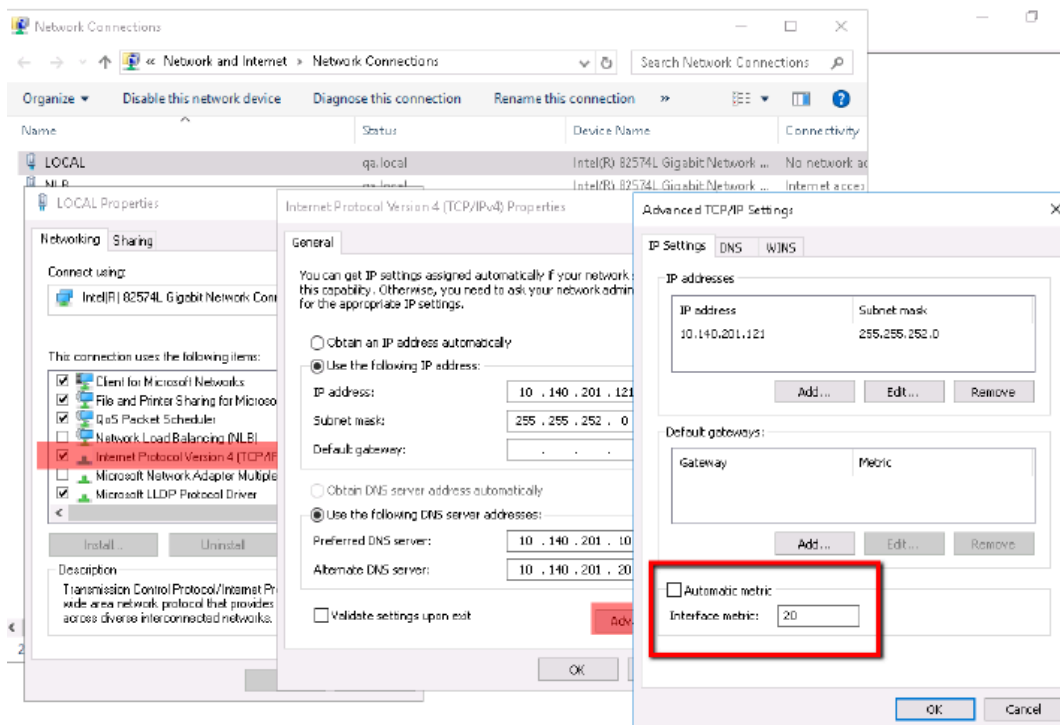 Network Connections
« Network and Internet › Network Connections
Search Network Connections
Organize Disable this network device Diagnose this connection Rename this connection »
Name Status Device Name Connectivity
LOCAL qa.local Intel(R) 82574L Gigabit Network ... No network ac
NLB qa.local Intel(R) 82574L Gigabit Network ... Internet acces
LOCAL Properties
Networking Sharing
Connect using:
Intel(R) 82574L Gigabit Network Conn
This connection uses the following items:
Client for Microsoft Networks
File and Printer Sharing for Microso
QoS Packet Scheduler
Network Load Balancing (NLB)
Internet Protocol Version 4 (TCP/IP
Microsoft Network Adapter Multiple
Microsoft LLDP Protocol Driver
Install... Uninstall
Description
Transmission Control Protocol/Internet Pr
wide area network protocol that provides
across diverse interconnected networks.
Internet Protocol Version 4 (TCP/IPv4) Properties
General
You can get IP settings assigned automatically if your network
this capability. Otherwise, you need to ask your network admin
for the appropriate IP settings.
Obtain an IP address automatically
Use the following IP address:
IP address: 10 . 140 . 201 . 121
Subnet mask: 255 . 255 . 252 . 0
Default gateway: . . .
Obtain DNS server address automatically
Use the following DNS server addresses:
Preferred DNS server: 10 . 140 . 201 . 10
Alternate DNS server: 10 . 140 . 201 . 20
Validate settings upon exit
Adv
OK
Advanced TCP/IP Settings
IP Settings DNS WINS
IP addresses
IP address Subnet mask
10.140.201.121 255.255.252.0
Add... Edit... Remove
Default gateways:
Gateway Metric
Add... Edit... Remove
Automatic metric
Interface metric: 20
OK Cancel
2